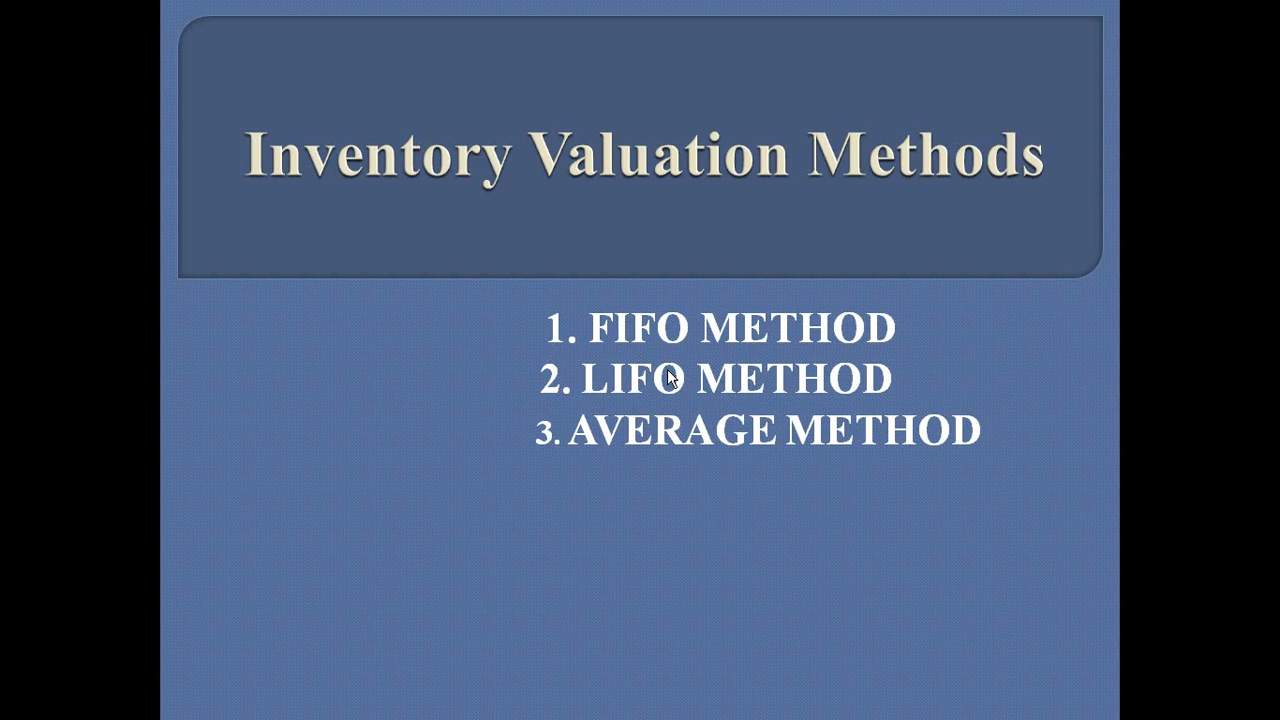 Inventory Valuation Methods
1. FIFO METHOD
2. LIFO METHOD
3. AVERAGE METHOD